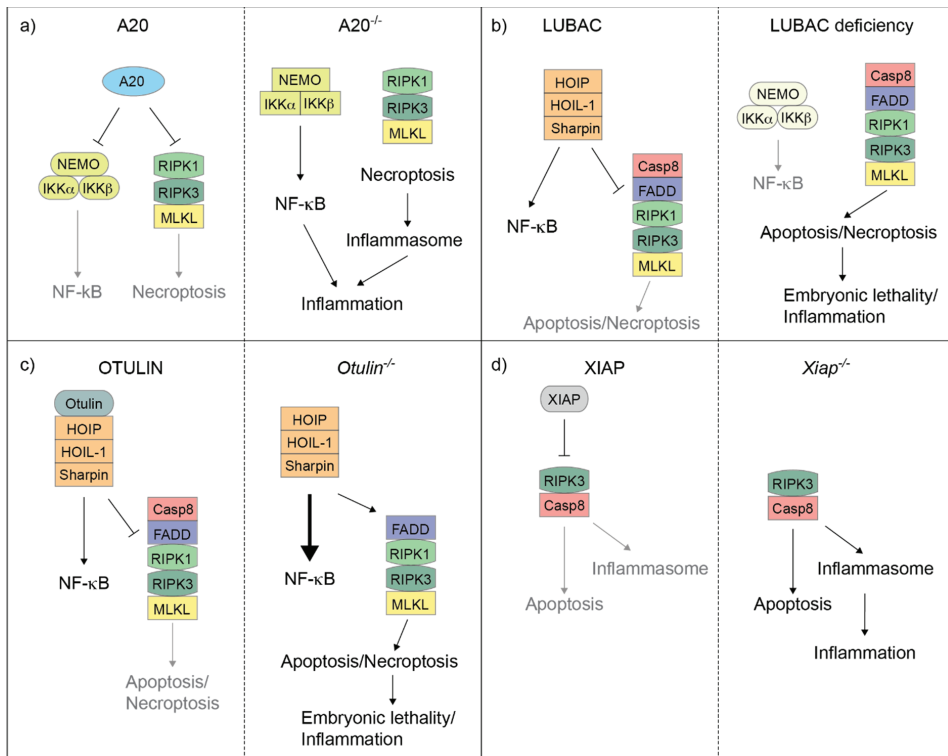 a)
A20
A20-/-
A20
NEMO
IKKα IKKβ
RIPK1
RIPK3
MLKL
NF-kB
Necroptosis
NEMO
IKKα IKKβ
RIPK1
RIPK3
MLKL
NF-κB
Necroptosis
Inflammasome
Inflammation
b)
LUBAC
LUBAC deficiency
HOIP
HOIL-1
Sharpin
Casp8
FADD
RIPK1
RIPK3
MLKL
NF-κB
Apoptosis/Necroptosis
NEMO
IKKα IKKβ
NF-κB
Casp8
FADD
RIPK1
RIPK3
MLKL
Apoptosis/Necroptosis
Embryonic lethality/
Inflammation
c)
OTULIN
Otulin-/-
Otulin
HOIP
HOIL-1
Sharpin
Casp8
FADD
RIPK1
RIPK3
MLKL
NF-κB
Apoptosis/
Necroptosis
HOIP
HOIL-1
Sharpin
NF-κB
FADD
RIPK1
RIPK3
MLKL
Apoptosis/Necroptosis
Embryonic lethality/
Inflammation
d)
XIAP
Xiap-/-
XIAP
RIPK3
Casp8
Inflammasome
Apoptosis
RIPK3
Casp8
Inflammasome
Apoptosis
Inflammation